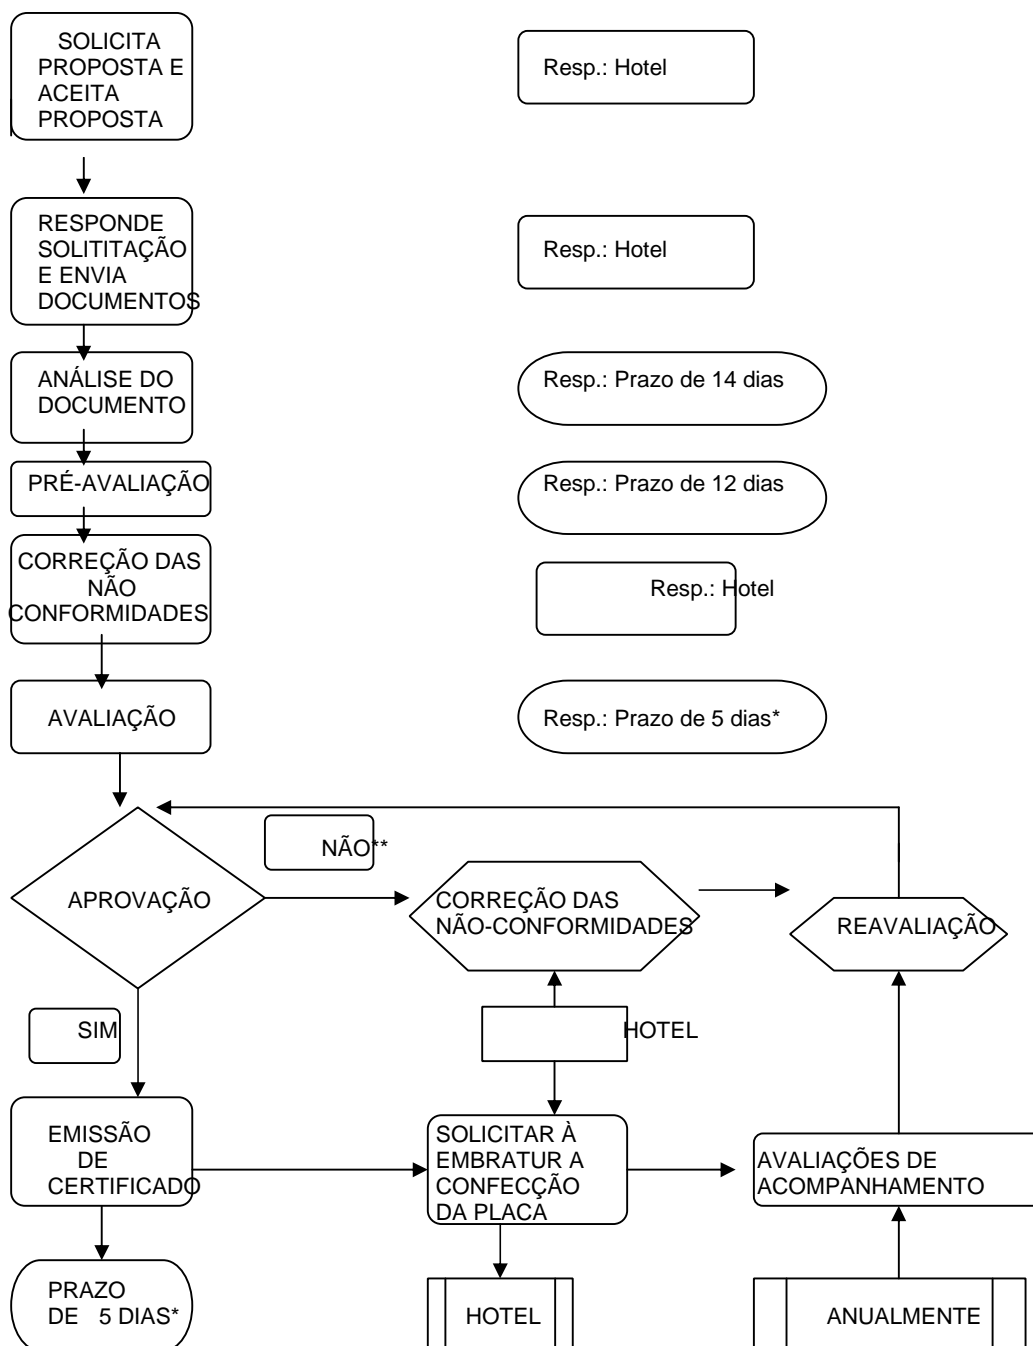 SOLICITA
PROPOSTA E
ACEITA
PROPOSTA
Resp.: Hotel
RESPONDE
SOLITITAÇÃO
E ENVIA
DOCUMENTOS
Resp.: Hotel
ANÁLISE DO
DOCUMENTO
Resp.: Prazo de 14 dias
PRÉ-AVALIAÇÃO
Resp.: Prazo de 12 dias
CORREÇÃO DAS
NÃO
CONFORMIDADES
Resp.: Hotel
AVALIAÇÃO
Resp.: Prazo de 5 dias*
NÃO**
APROVAÇÃO
CORREÇÃO DAS
NÃO-CONFORMIDADES
REAVALIAÇÃO
SIM
HOTEL
EMISSÃO
DE
CERTIFICADO
SOLICITAR À
EMBRATUR A
CONFECÇÃO
DA PLACA
AVALIAÇÕES DE
ACOMPANHAMENTO
PRAZO
DE 5 DIAS*
HOTEL
ANUALMENTE